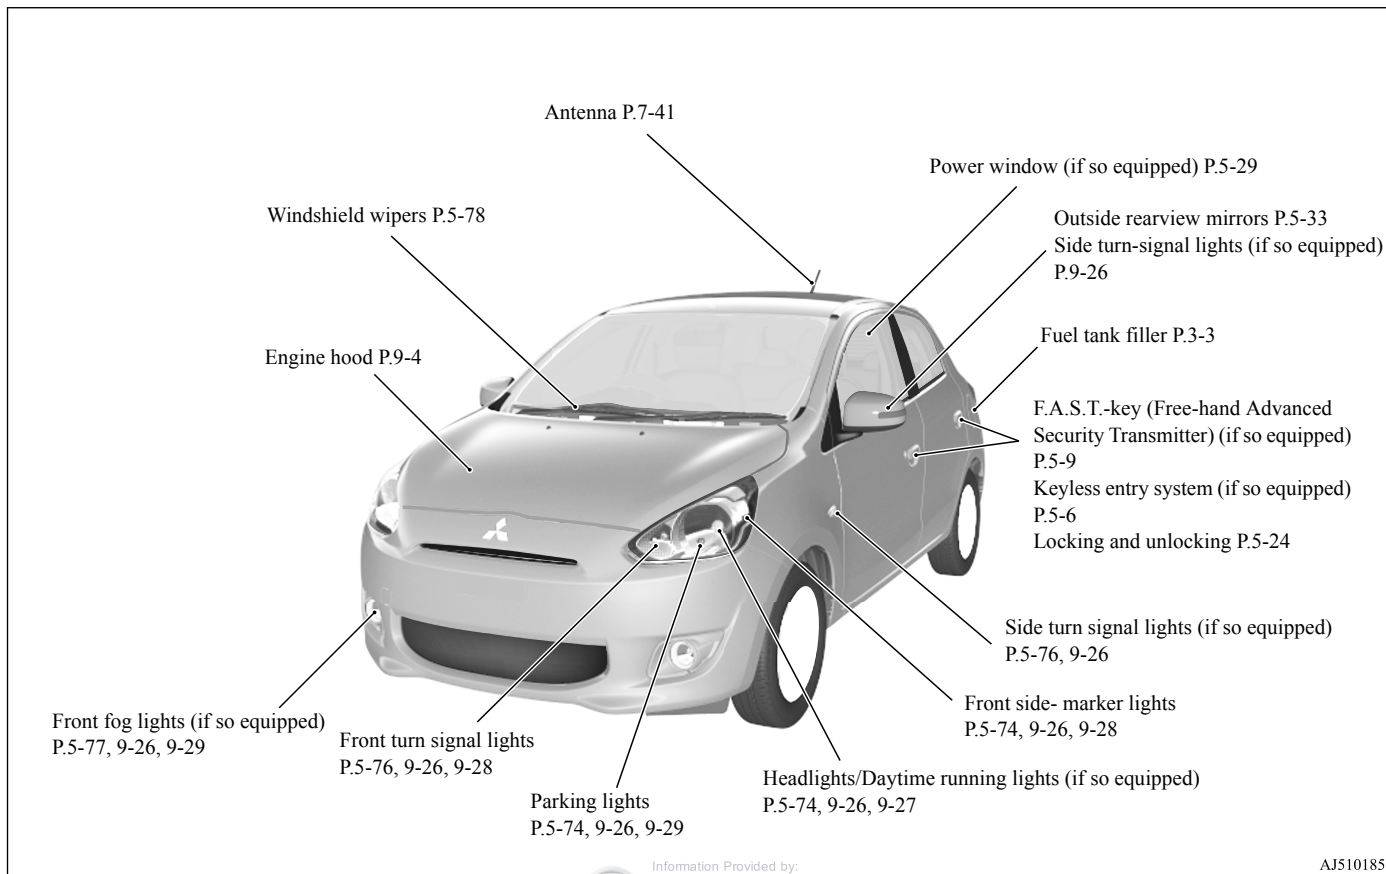 Antenna P.7-41
Power window (if so equipped) P.5-29
Windshield wipers P.5-78
Outside rearview mirrors P.5-33
Side turn-signal lights (if so equipped)
P.9-26
Fuel tank filler P.3-3
Engine hood P.9-4
F.A.S.T.-key (Free-hand Advanced
Security Transmitter) (if so equipped)
P.5-9
Keyless entry system (if so equipped)
P.5-6
Locking and unlocking P.5-24
Side turn signal lights (if so equipped)
P.5-76, 9-26
Front side- marker lights
P.5-74, 9-26, 9-28
Front fog lights (if so equipped)
P.5-77, 9-26, 9-29
Front turn signal lights
P.5-76, 9-26, 9-28
Headlights/Daytime running lights (if so equipped)
P.5-74, 9-26, 9-27
Parking lights
P.5-74, 9-26, 9-29
Information Provided by:
AJ510185